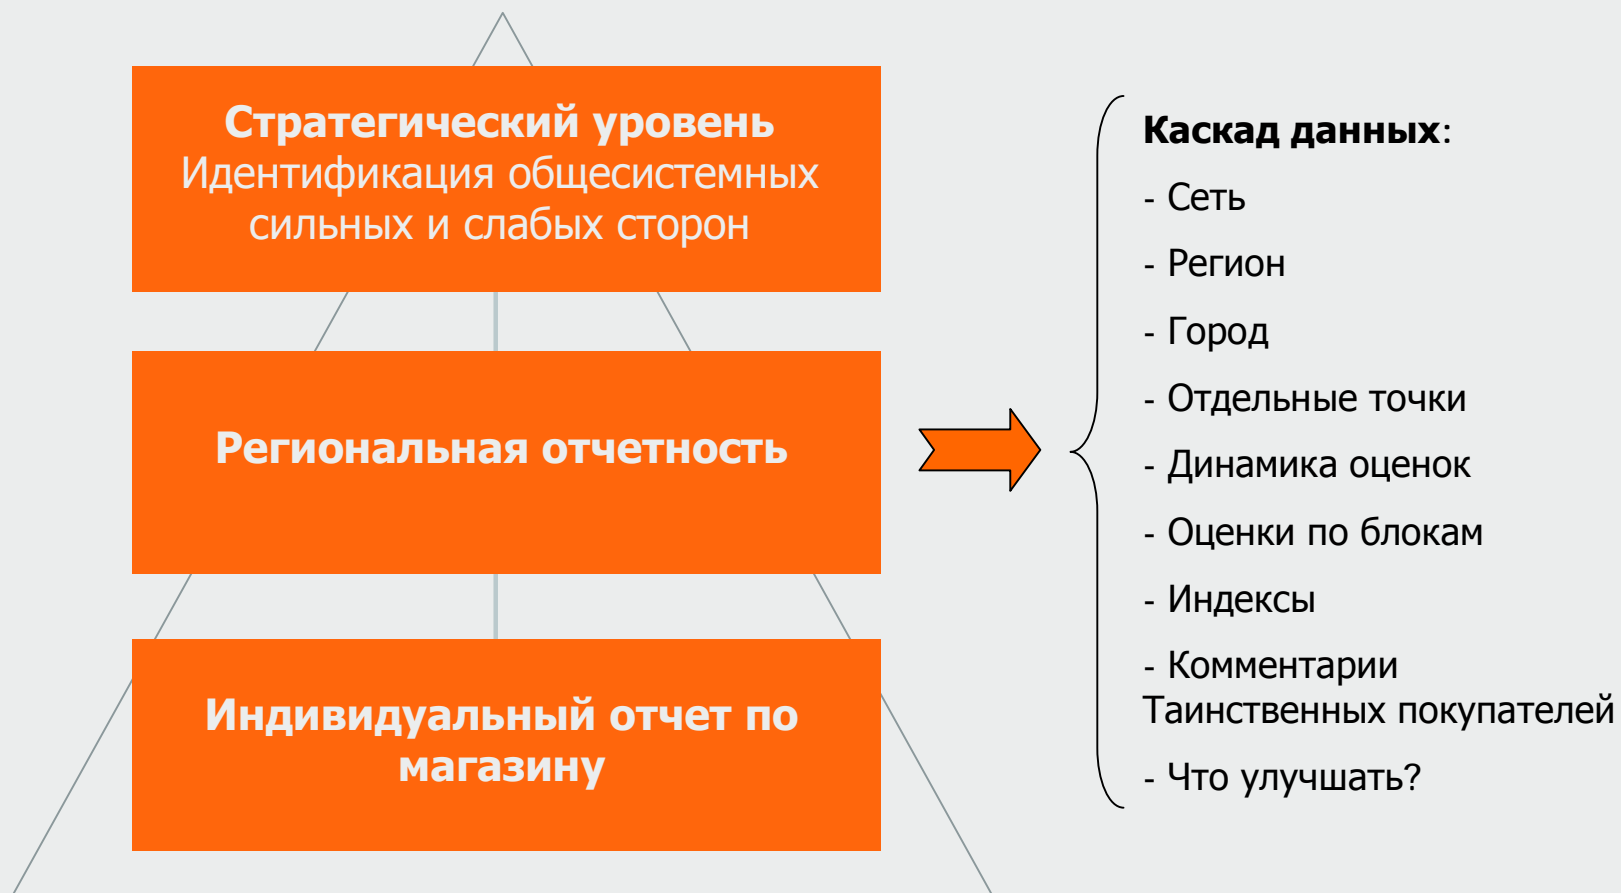 Стратегический уровень
Идентификация общесистемных
сильных и слабых сторон
Региональная отчетность
Индивидуальный отчет по
магазину
Каскад данных:
- Сеть
- Регион
- Город
- Отдельные точки
- Динамика оценок
- Оценки по блокам
- Индексы
- Комментарии
Таинственных покупателей
- Что улучшать?